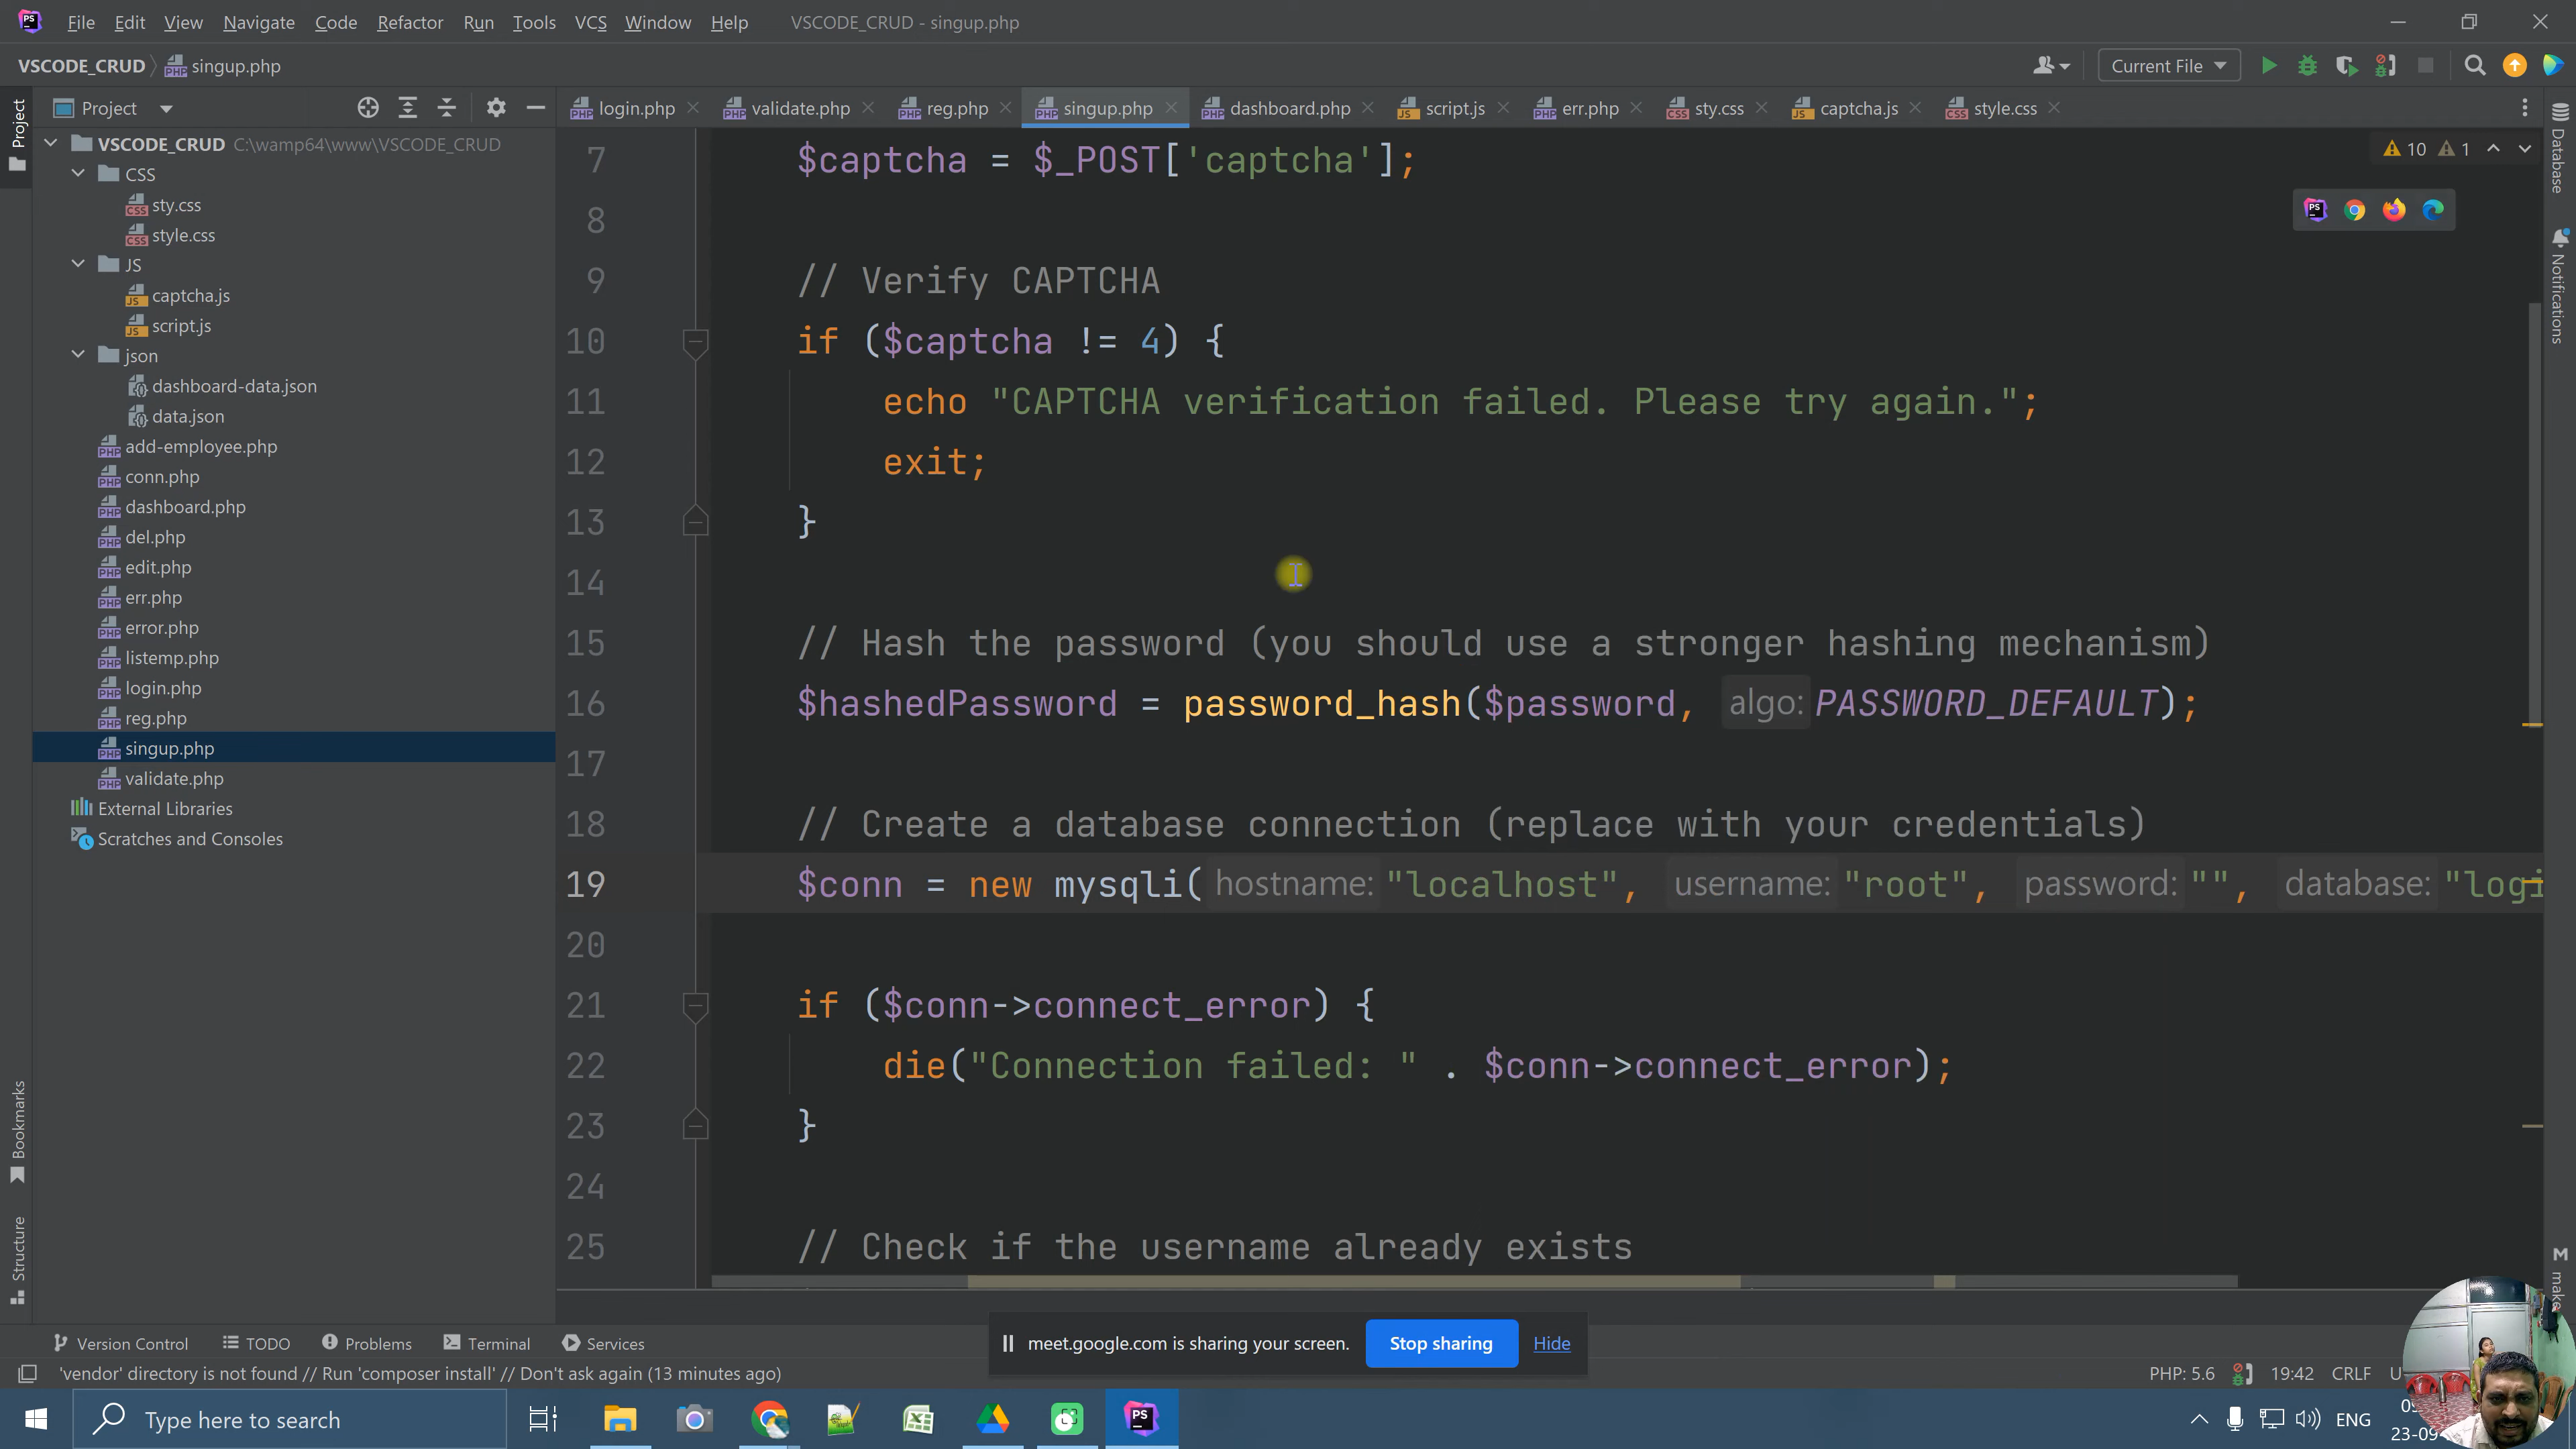 File Edit View Navigate Code Refactor Run Tools VCS Window Help VSCODE_CRUD - singup.php
VSCODE_CRUD singup.php Current File
Project login.php validate.php reg.php singup.php dashboard.php script.js err.php sty.css captcha.js style.css
Project
VSCODE_CRUD C:\wamp64\www\VSCODE_CRUD
CSS
sty.css
style.css
JS
captcha.js
script.js
json
dashboard-data.json
data.json
add-employee.php
conn.php
dashboard.php
del.php
edit.php
err.php
error.php
listemp.php
login.php
reg.php
singup.php
validate.php
External Libraries
Scratches and Consoles
Bookmarks
Structure
10 1
7 $captcha = $_POST['captcha'];
8
9 // Verify CAPTCHA
10 if ($captcha != 4) {
11 echo "CAPTCHA verification failed. Please try again.";
12 exit;
13 }
14
15 // Hash the password (you should use a stronger hashing mechanism)
16 $hashedPassword = password_hash($password, algo: PASSWORD_DEFAULT);
17
18 // Create a database connection (replace with your credentials)
19 $conn = new mysqli( hostname: "localhost", username: "root", password: "", database: "logi
20
21 if ($conn->connect_error) {
22 die("Connection failed: " . $conn->connect_error);
23 }
24
25 // Check if the username already exists
Database
Notifications
make
meet.google.com is sharing your screen. Stop sharing Hide
Version Control TODO Problems Terminal Services
'vendor' directory is not found // Run 'composer install' // Don't ask again (13 minutes ago) PHP: 5.6 19:42 CRLF
Type here to search ENG